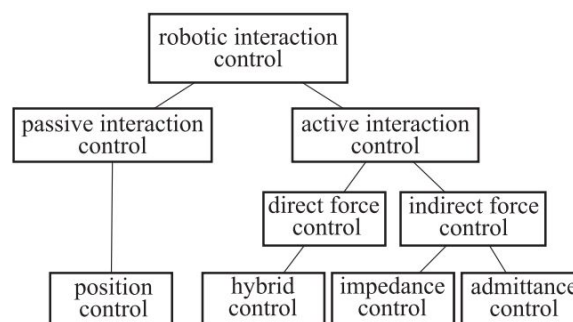 robotic interaction
control
passive interaction
control
active interaction
control
direct force
control
indirect force
control
position
control
hybrid
control
impedance
control
admittance
control